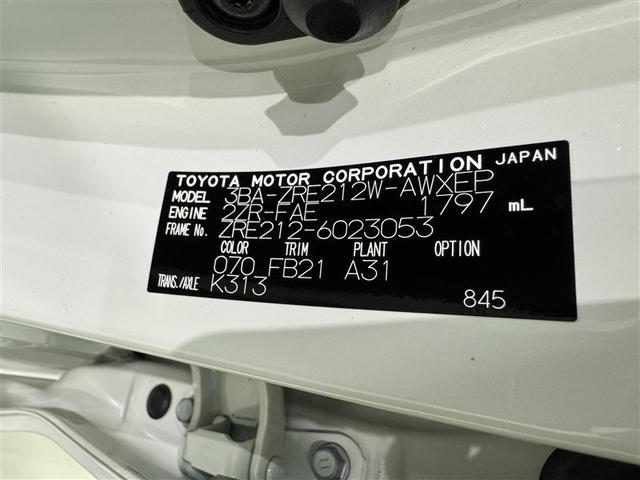 TOYOTA MOTOR CORPORATION JAPAN
MODEL 3BA-ZRE212W-AWXEP
ENGINE 2ZR-FAE 1797 mL
FRAME No. ZRE212-6023053
COLOR TRIM PLANT OPTION
070 FB21 A31
TRANS./AXLE K313
845